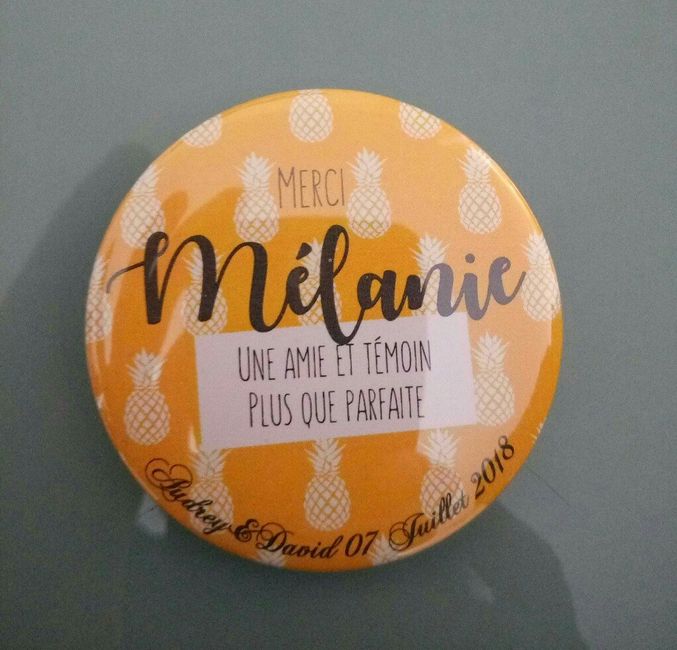 MERCI
Mélanie
UNE AMIE ET TÉMOIN
PLUS QUE PARFAITE
Audrey & David 07 Juillet 2018